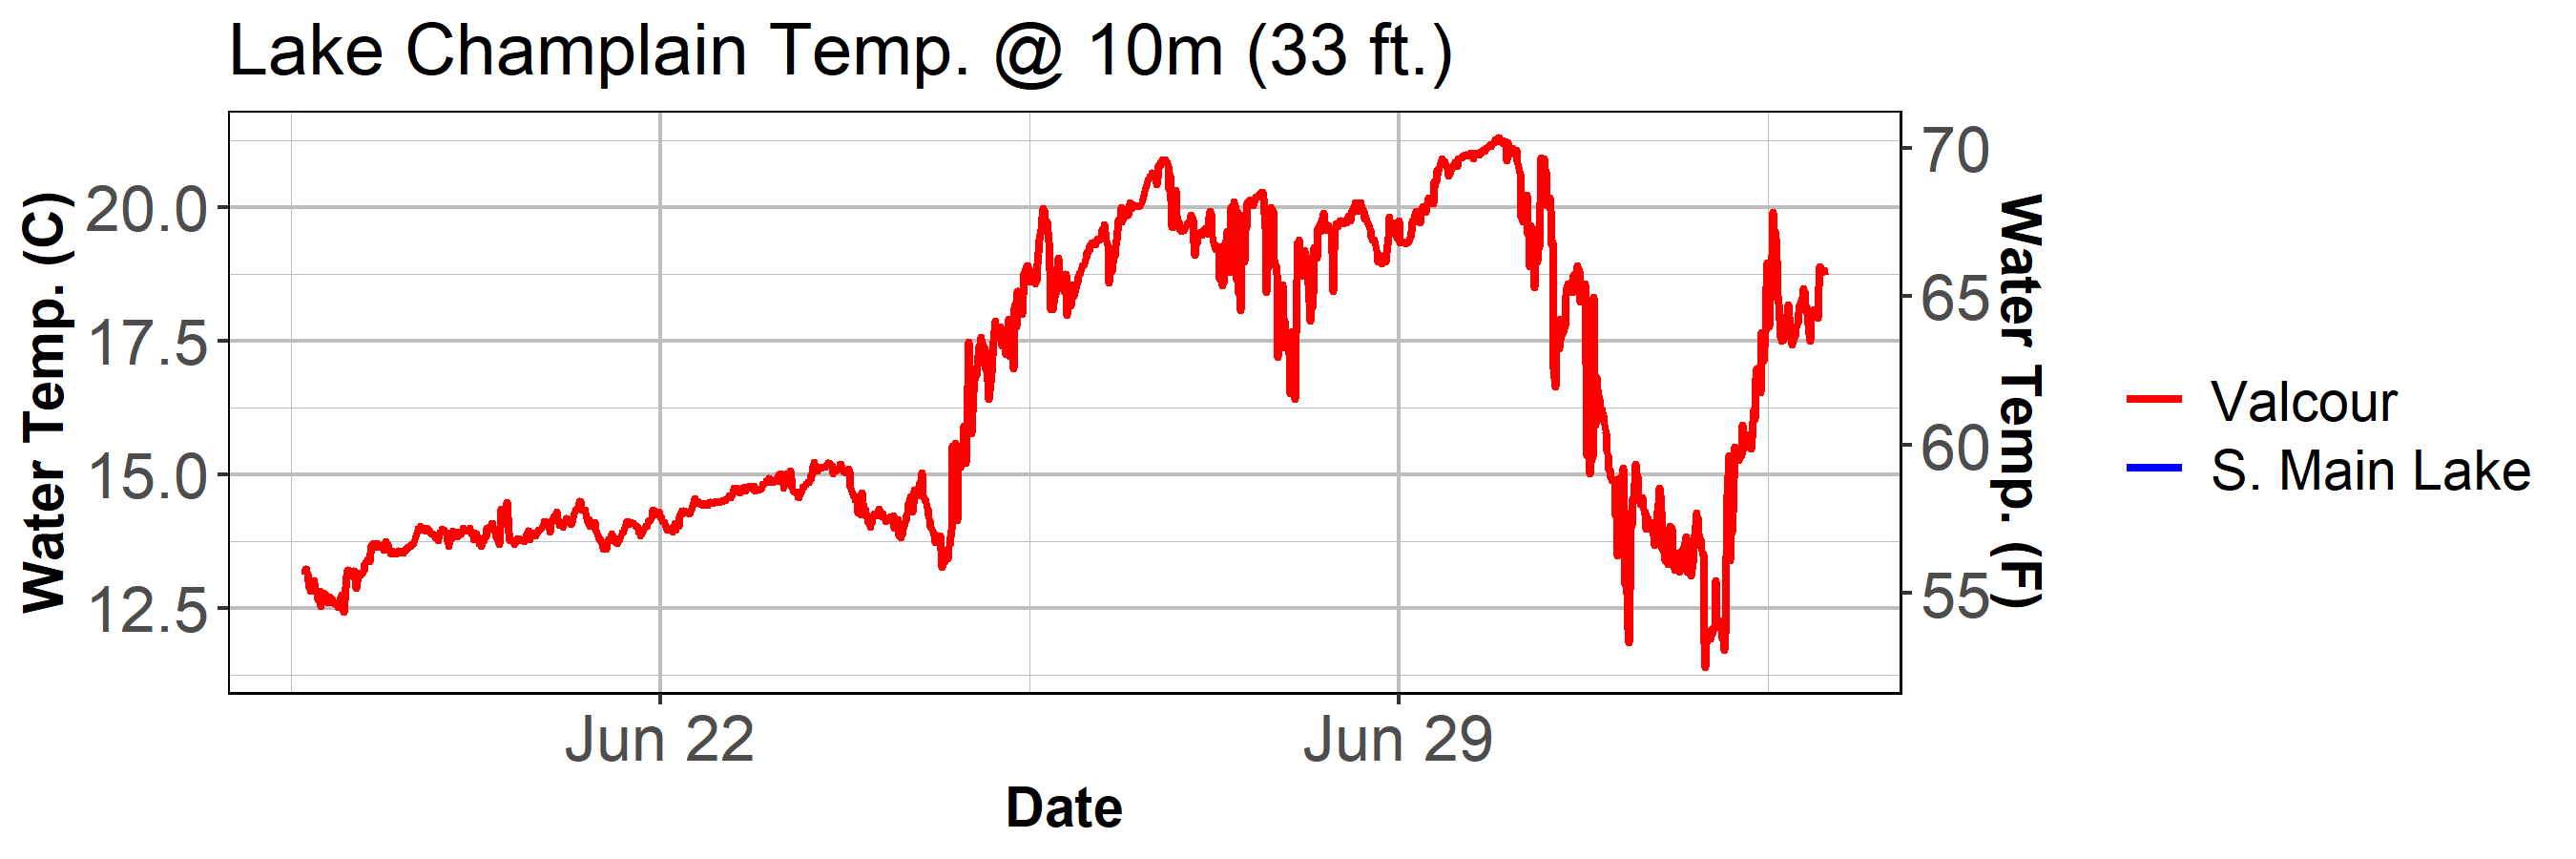 Lake Champlain Temp. @ 10m (33 ft.)
Water Temp. (C)
20.0
17.5
15.0
12.5
70
65
60
55
Water Temp. (F)
Jun 22
Jun 29
Date
Valcour
S. Main Lake